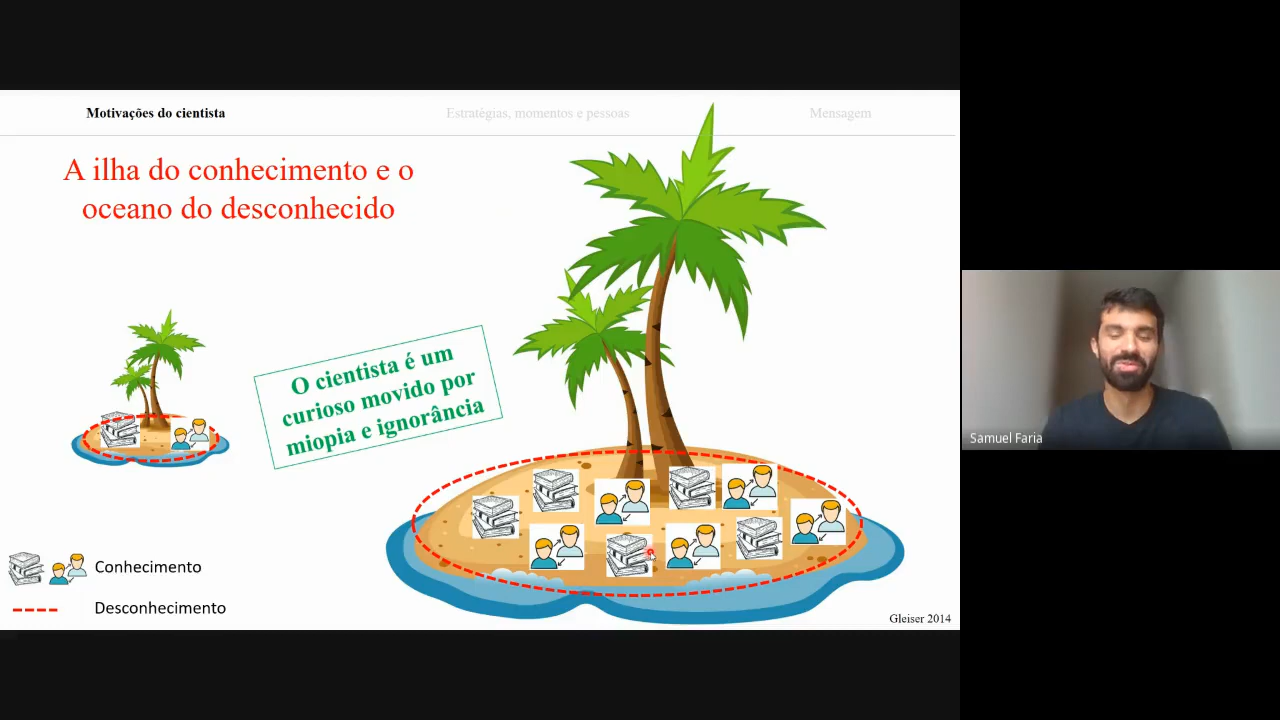 Motivações do cientista
Estratégias, momentos e pessoas
Mensagem
A ilha do conhecimento e o
oceano do desconhecido
O cientista é um
curioso movido por
miopia e ignorância
Conhecimento
Desconhecimento
Gleiser 2014
Samuel Faria